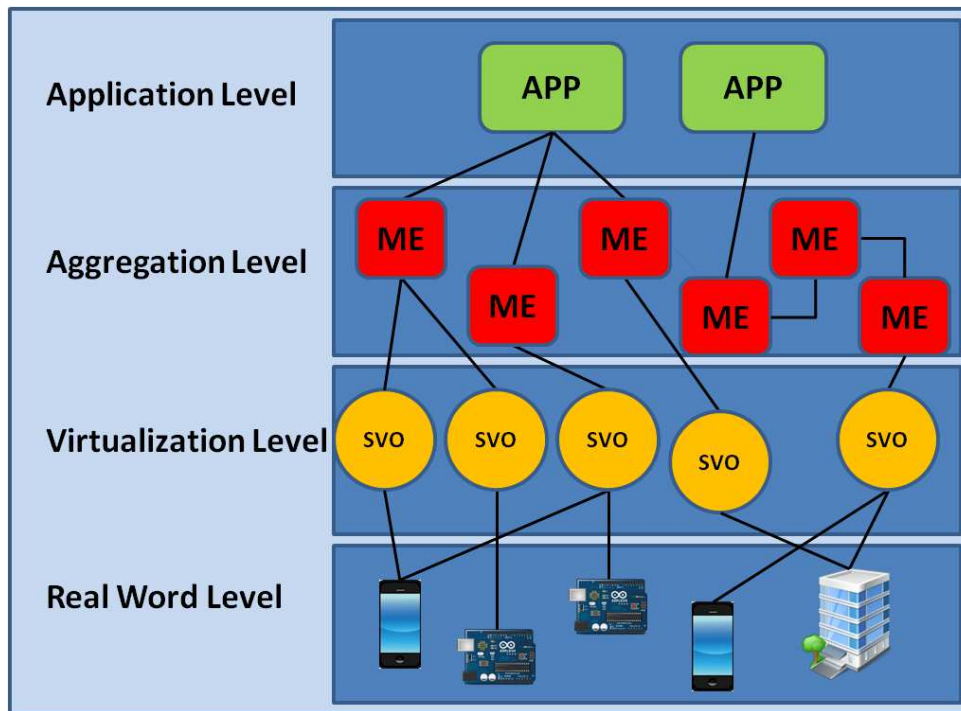 Application Level
APP
APP
Aggregation Level
ME
ME
ME
ME
ME
ME
Virtualization Level
SVO
SVO
SVO
SVO
SVO
Real Word Level